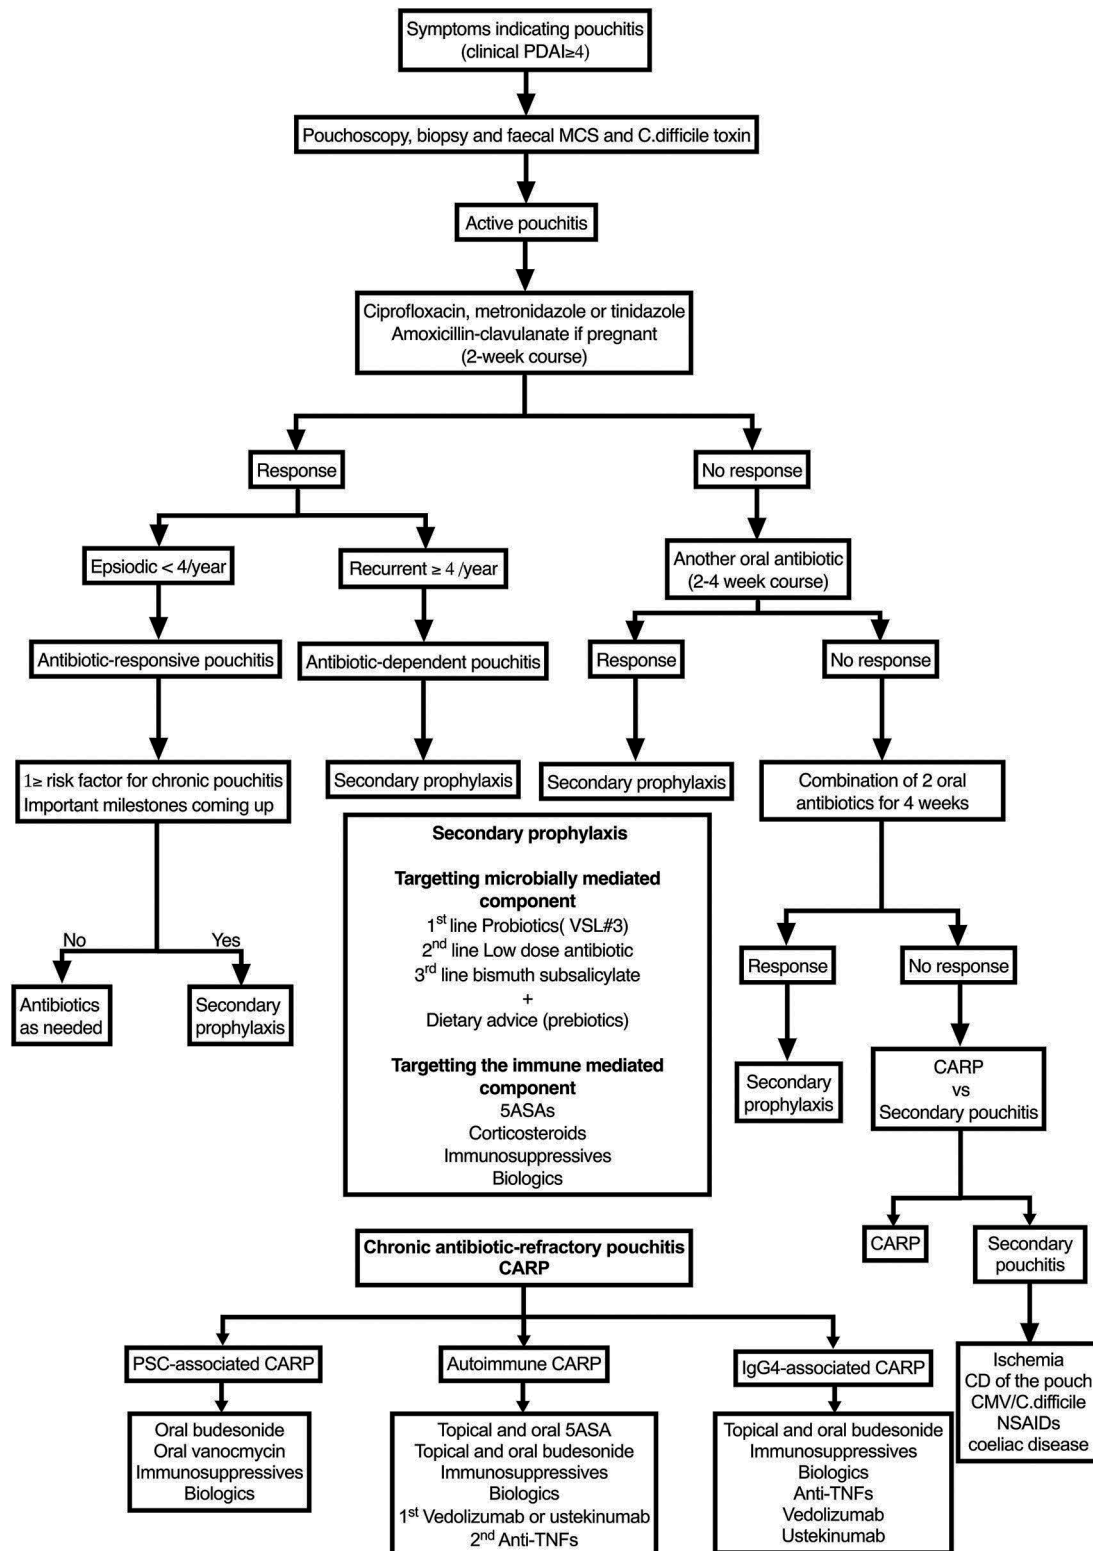 Symptoms indicating pouchitis
(clinical PDAI≥4)
Pouchoscopy, biopsy and faecal MCS and C.difficile toxin
Active pouchitis
Ciprofloxacin, metronidazole or tinidazole
Amoxicillin-clavulanate if pregnant
(2-week course)
Response
No response
Epsiodic < 4/year
Recurrent ≥ 4 /year
Another oral antibiotic
(2-4 week course)
Antibiotic-responsive pouchitis
Antibiotic-dependent pouchitis
Response
No response
1≥ risk factor for chronic pouchitis
Important milestones coming up
Secondary prophylaxis
Secondary prophylaxis
Combination of 2 oral
antibiotics for 4 weeks
No
Yes
Antibiotics
as needed
Secondary
prophylaxis
Secondary prophylaxis
Targetting microbially mediated
component
1st line Probiotics( VSL#3)
2nd line Low dose antibiotic
3rd line bismuth subsalicylate
+
Dietary advice (prebiotics)
Targetting the immune mediated
component
5ASAs
Corticosteroids
Immunosuppressives
Biologics
Response
No response
Secondary
prophylaxis
CARP
vs
Secondary pouchitis
CARP
Secondary
pouchitis
Ischemia
CD of the pouch
CMV/C.difficile
NSAIDs
coeliac disease
Chronic antibiotic-refractory pouchitis
CARP
PSC-associated CARP
Autoimmune CARP
IgG4-associated CARP
Oral budesonide
Oral vanocmycin
Immunosuppressives
Biologics
Topical and oral 5ASA
Topical and oral budesonide
Immunosuppressives
Biologics
1st Vedolizumab or ustekinumab
2nd Anti-TNFs
Topical and oral budesonide
Immunosuppressives
Biologics
Anti-TNFs
Vedolizumab
Ustekinumab